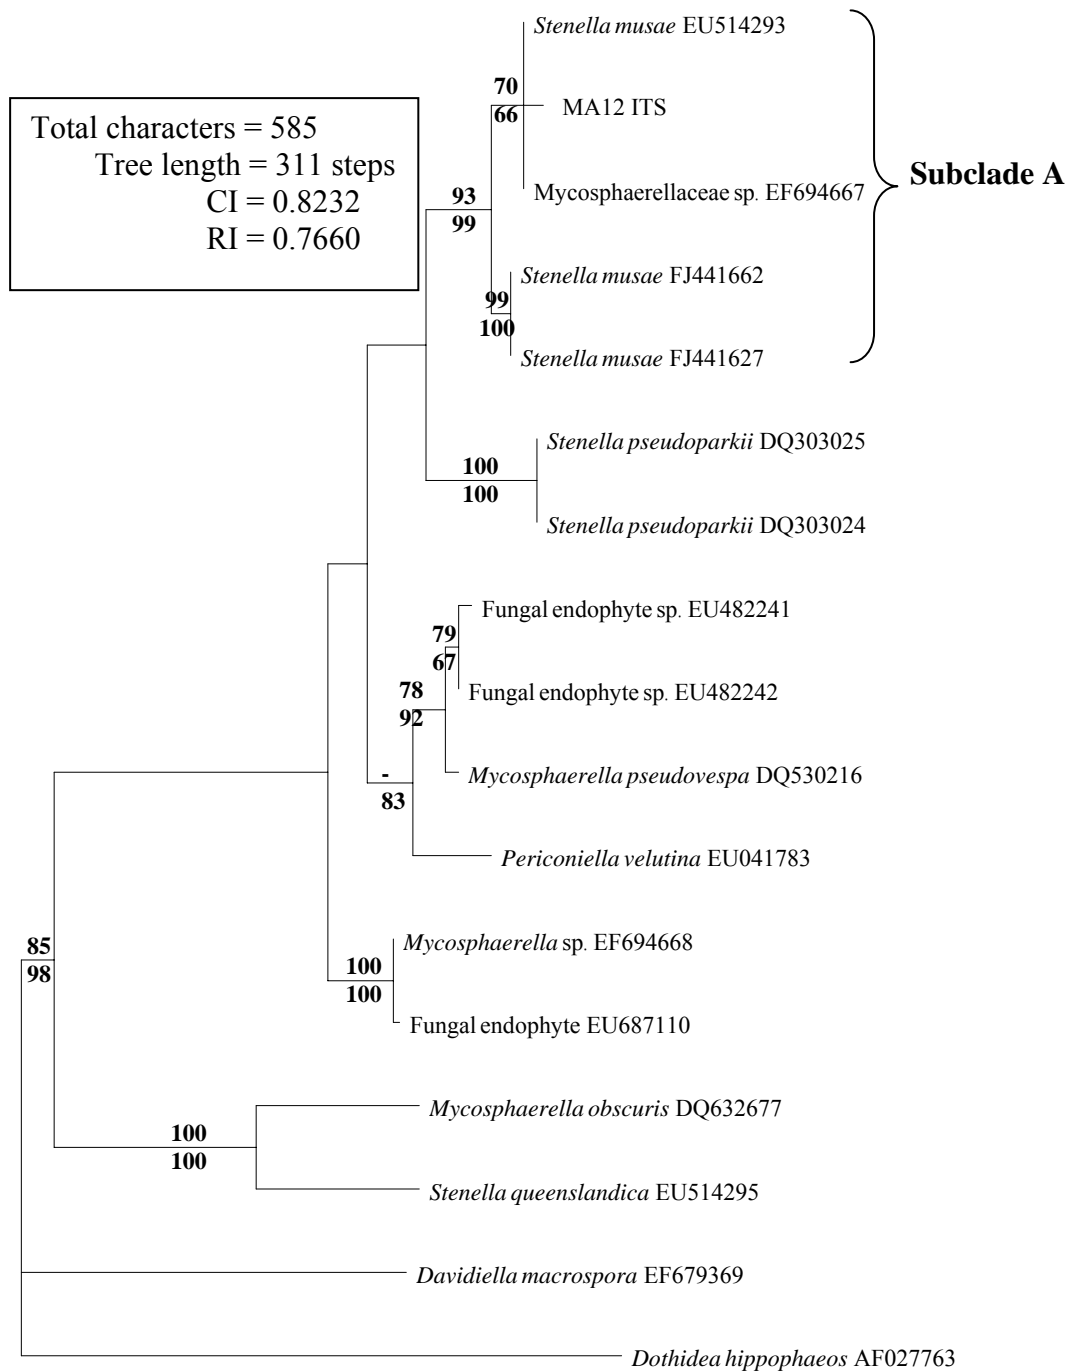 Stenella musae EU514293
70
66
MA12 ITS
Total characters = 585
Tree length = 311 steps
CI = 0.8232
RI = 0.7660
Subclade A
93
99
Mycosphaerellaceae sp. EF694667
Stenella musae FJ441662
99
100
Stenella musae FJ441627
Stenella pseudoparkii DQ303025
100
100
Stenella pseudoparkii DQ303024
Fungal endophyte sp. EU482241
79
67
Fungal endophyte sp. EU482242
78
92
Mycosphaerella pseudovespa DQ530216
-
83
Periconiella velutina EU041783
Mycosphaerella sp. EF694668
85
98
100
100
Fungal endophyte EU687110
Mycosphaerella obscuris DQ632677
100
100
Stenella queenslandica EU514295
Davidiella macrospora EF679369
Dothidea hippophaeos AF027763